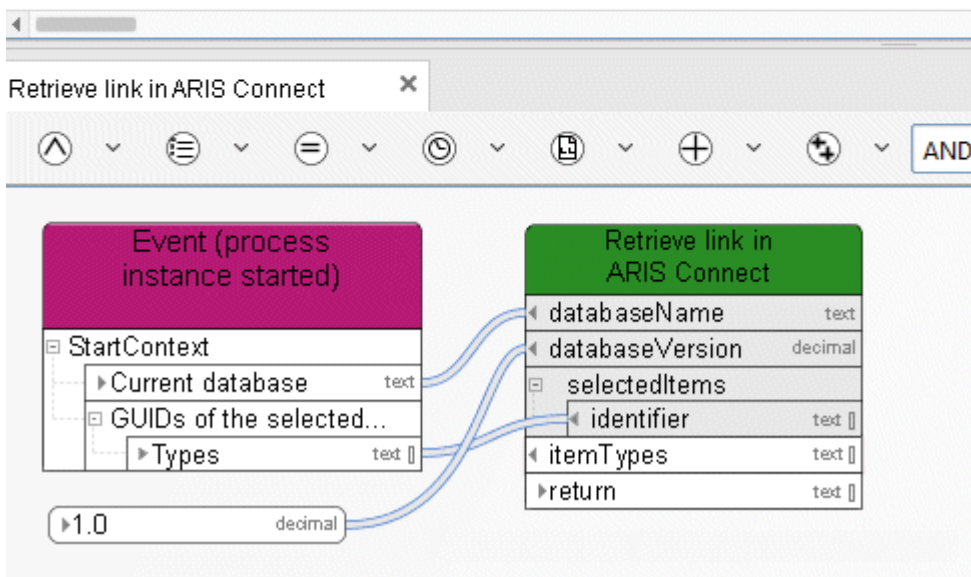 Retrieve link in ARIS Connect
AND
Event (process
instance started)
StartContext
Current database text
GUIDs of the selected...
Types text []
1.0 decimal
Retrieve link in
ARIS Connect
databaseName text
databaseVersion decimal
selectedItems
identifier text []
itemTypes text []
return text []